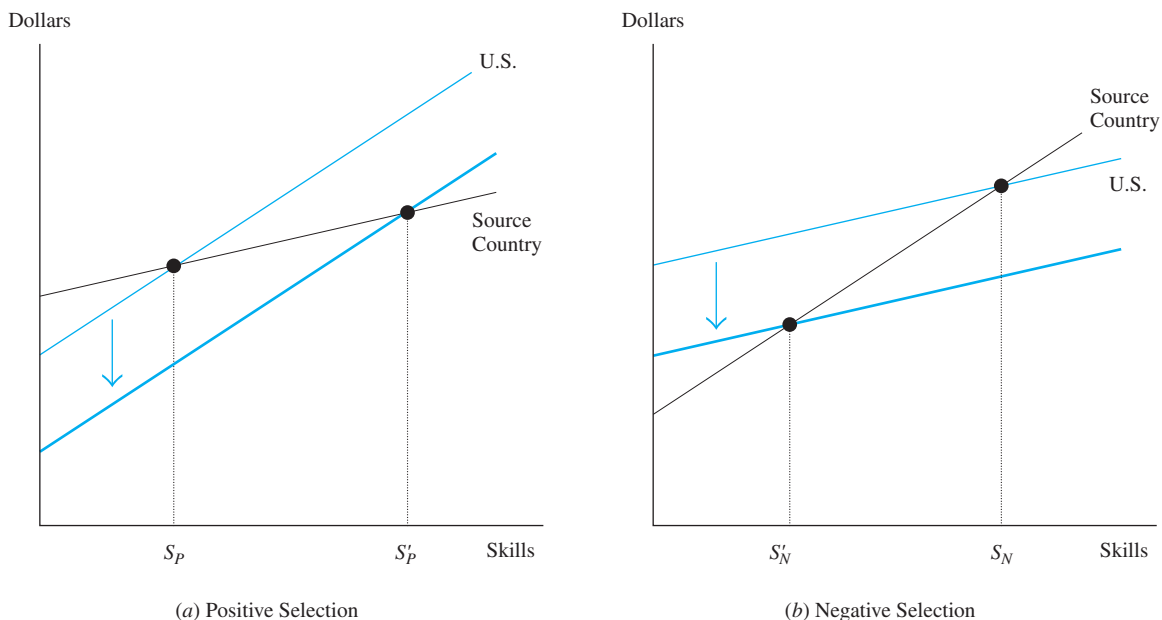 Dollars
U.S.
Source
Country
S_P
S′_P
Skills
(a) Positive Selection
Dollars
Source
Country
U.S.
S′_N
S_N
Skills
(b) Negative Selection